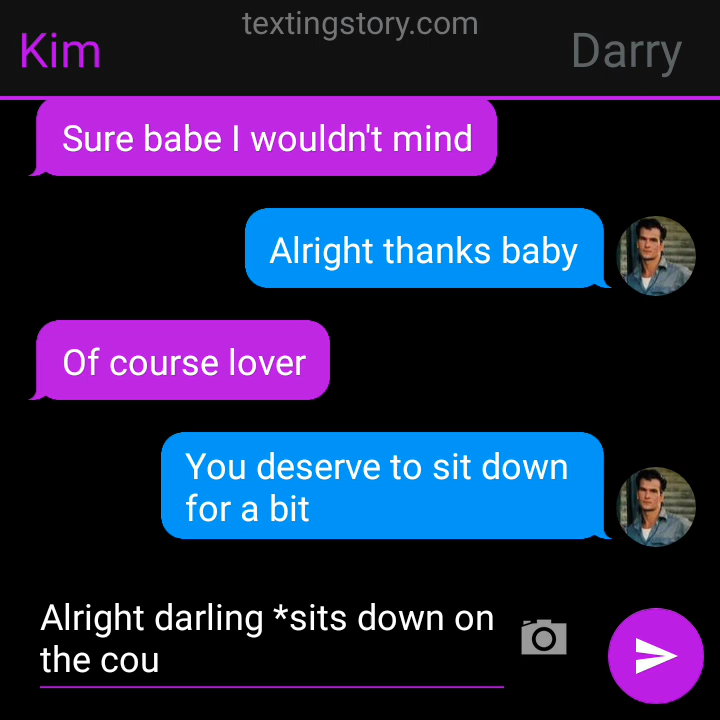 textingstory.com
Kim
Darry
Sure babe I wouldn't mind
Alright thanks baby
Of course lover
You deserve to sit down
for a bit
Alright darling *sits down on
the cou